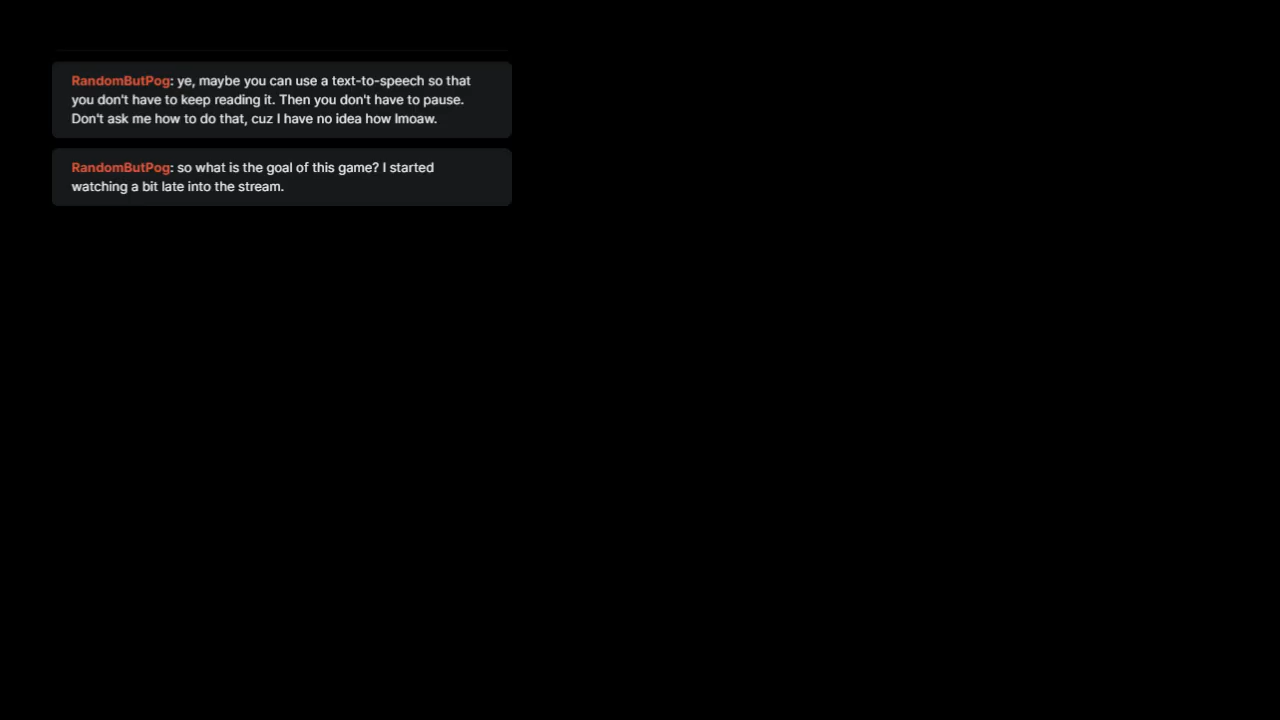 RandomButPog: ye, maybe you can use a text-to-speech so that
you don't have to keep reading it. Then you don't have to pause.
Don't ask me how to do that, cuz I have no idea how lmoaw.
RandomButPog: so what is the goal of this game? I started
watching a bit late into the stream.